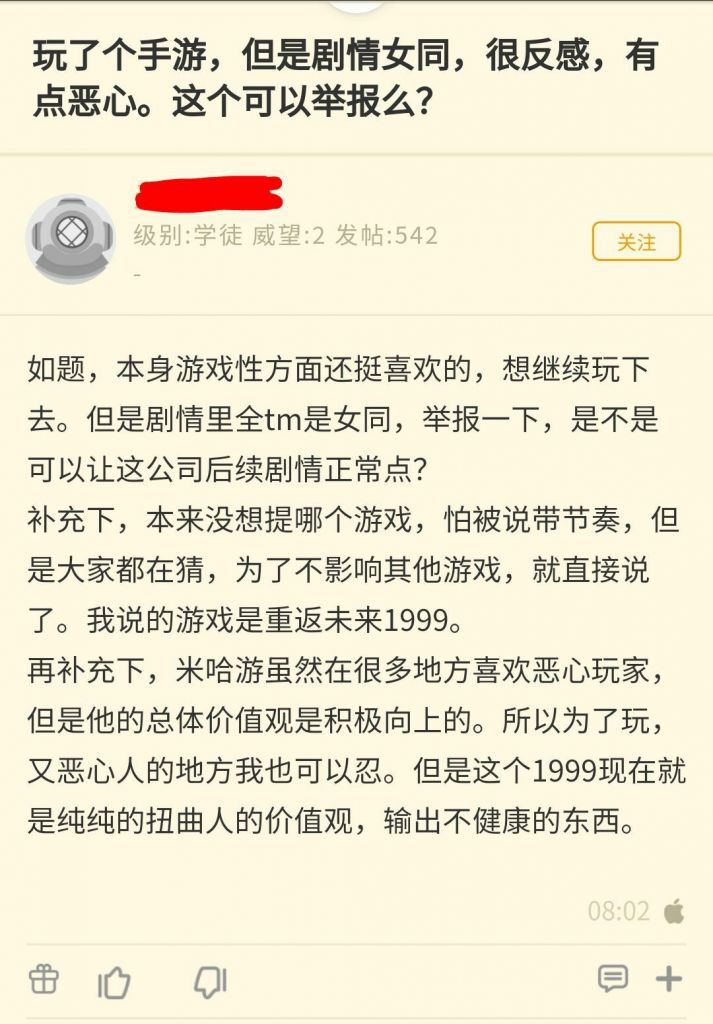 玩了个手游，但是剧情女同，很反感，有
点恶心。这个可以举报么？
级别:学徒 威望:2 发帖:542
关注
-
如题，本身游戏性方面还挺喜欢的，想继续玩下
去。但是剧情里全tm是女同，举报一下，是不是
可以让这公司后续剧情正常点？
补充下，本来没想提哪个游戏，怕被说带节奏，但
是大家都在猜，为了不影响其他游戏，就直接说
了。我说的游戏是重返未来1999。
再补充下，米哈游虽然在很多地方喜欢恶心玩家，
但是他的总体价值观是积极向上的。所以为了玩，
又恶心人的地方我也可以忍。但是这个1999现在就
是纯纯的扭曲人的价值观，输出不健康的东西。
08:02